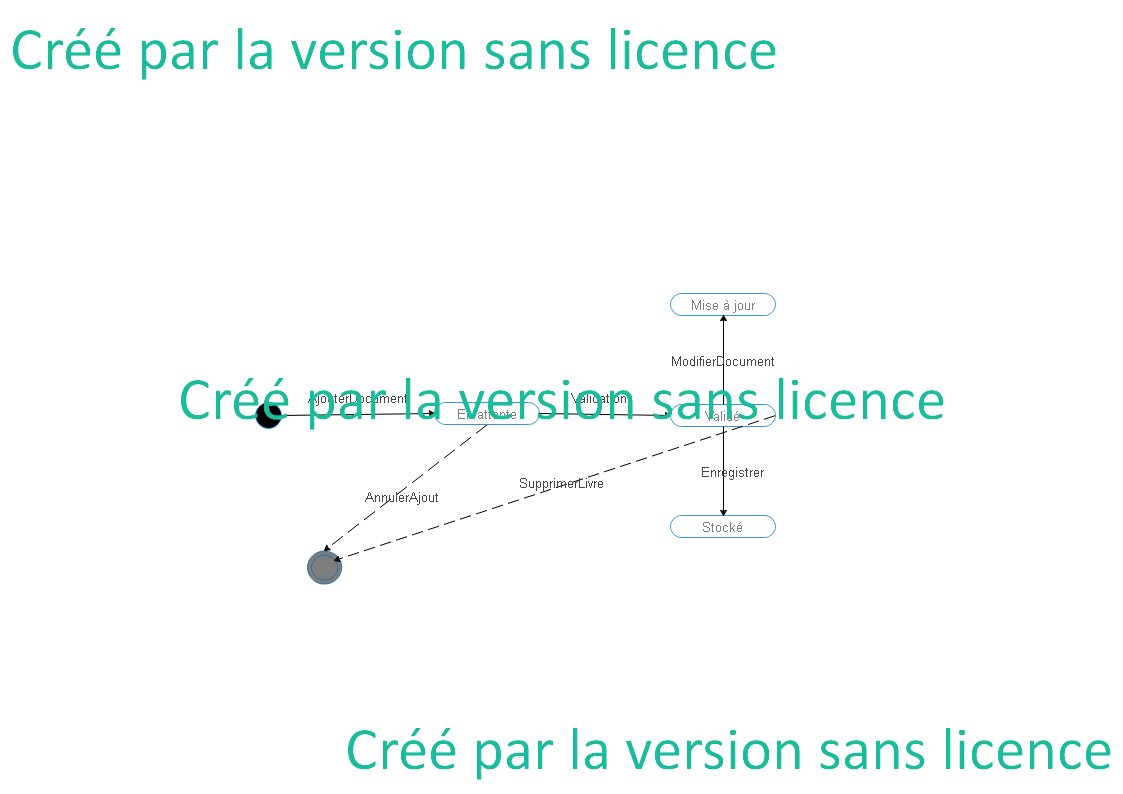 Créé par la version sans licence
Mise à jour
ModifierDocument
Créé par la version sans licence
AjouterDocument
Validation
En attente
Validé
Enregistrer
SupprimerLivre
AnnulerAjout
Stocké
Créé par la version sans licence